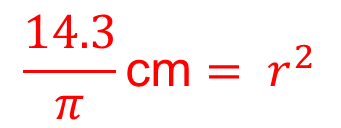 14.3/π cm = r²